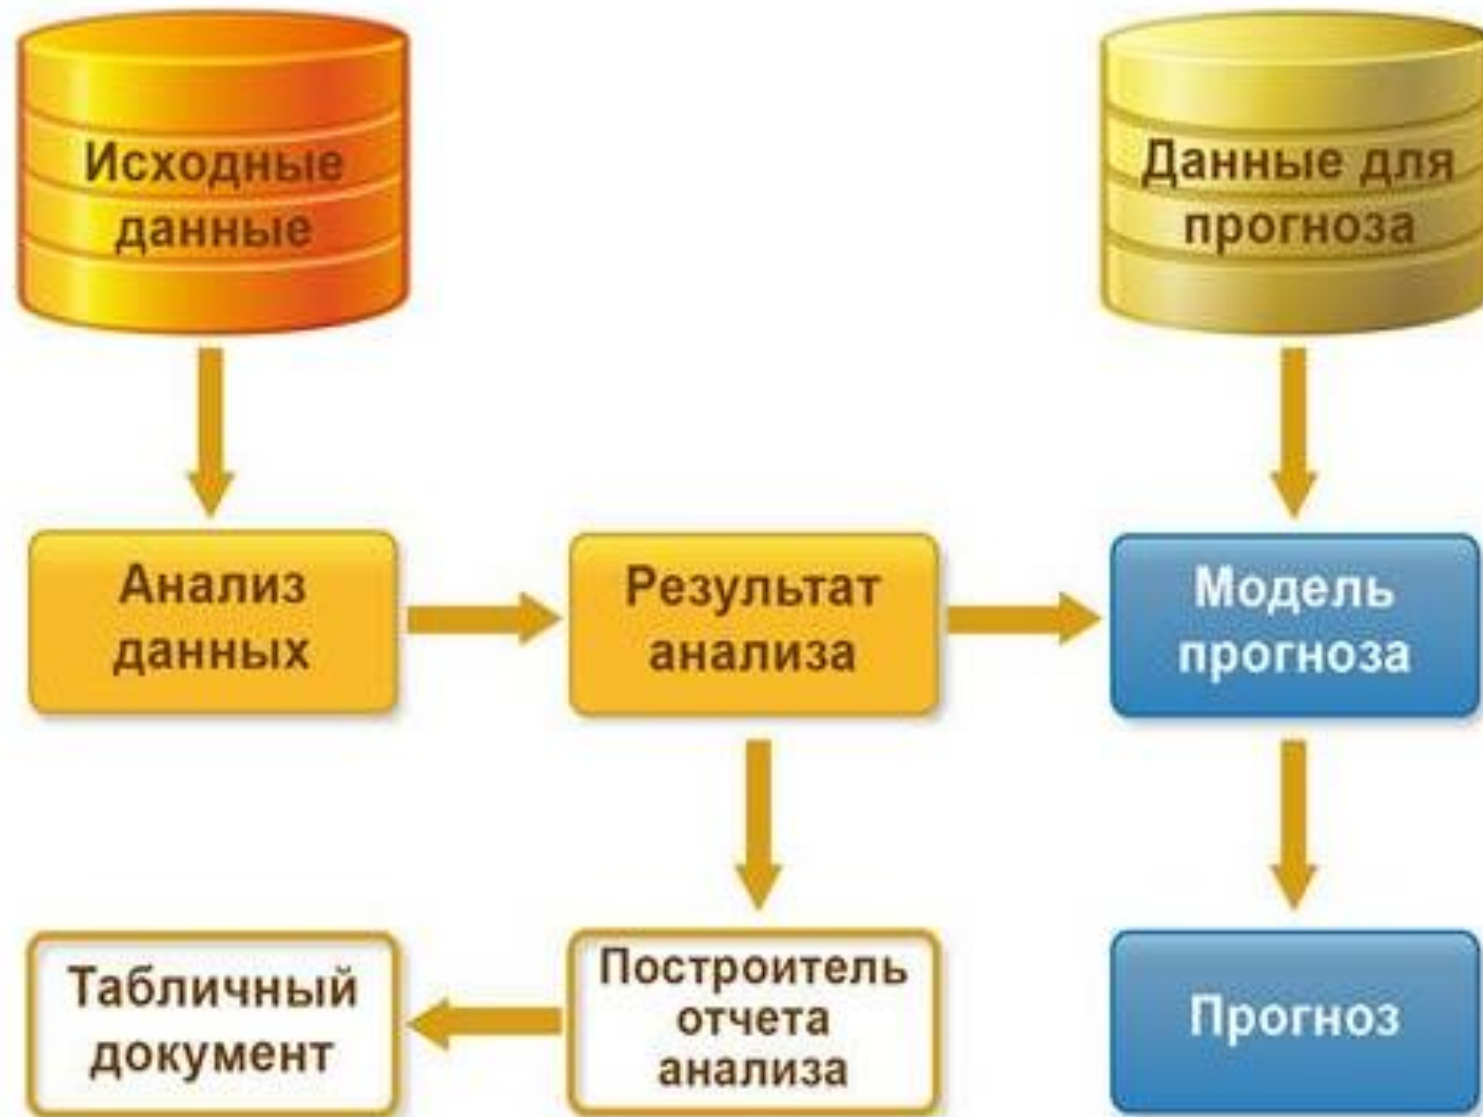 Исходные
данные
Данные для
прогноза
Анализ
данных
Результат
анализа
Модель
прогноза
Табличный
документ
Построитель
отчета
анализа
Прогноз